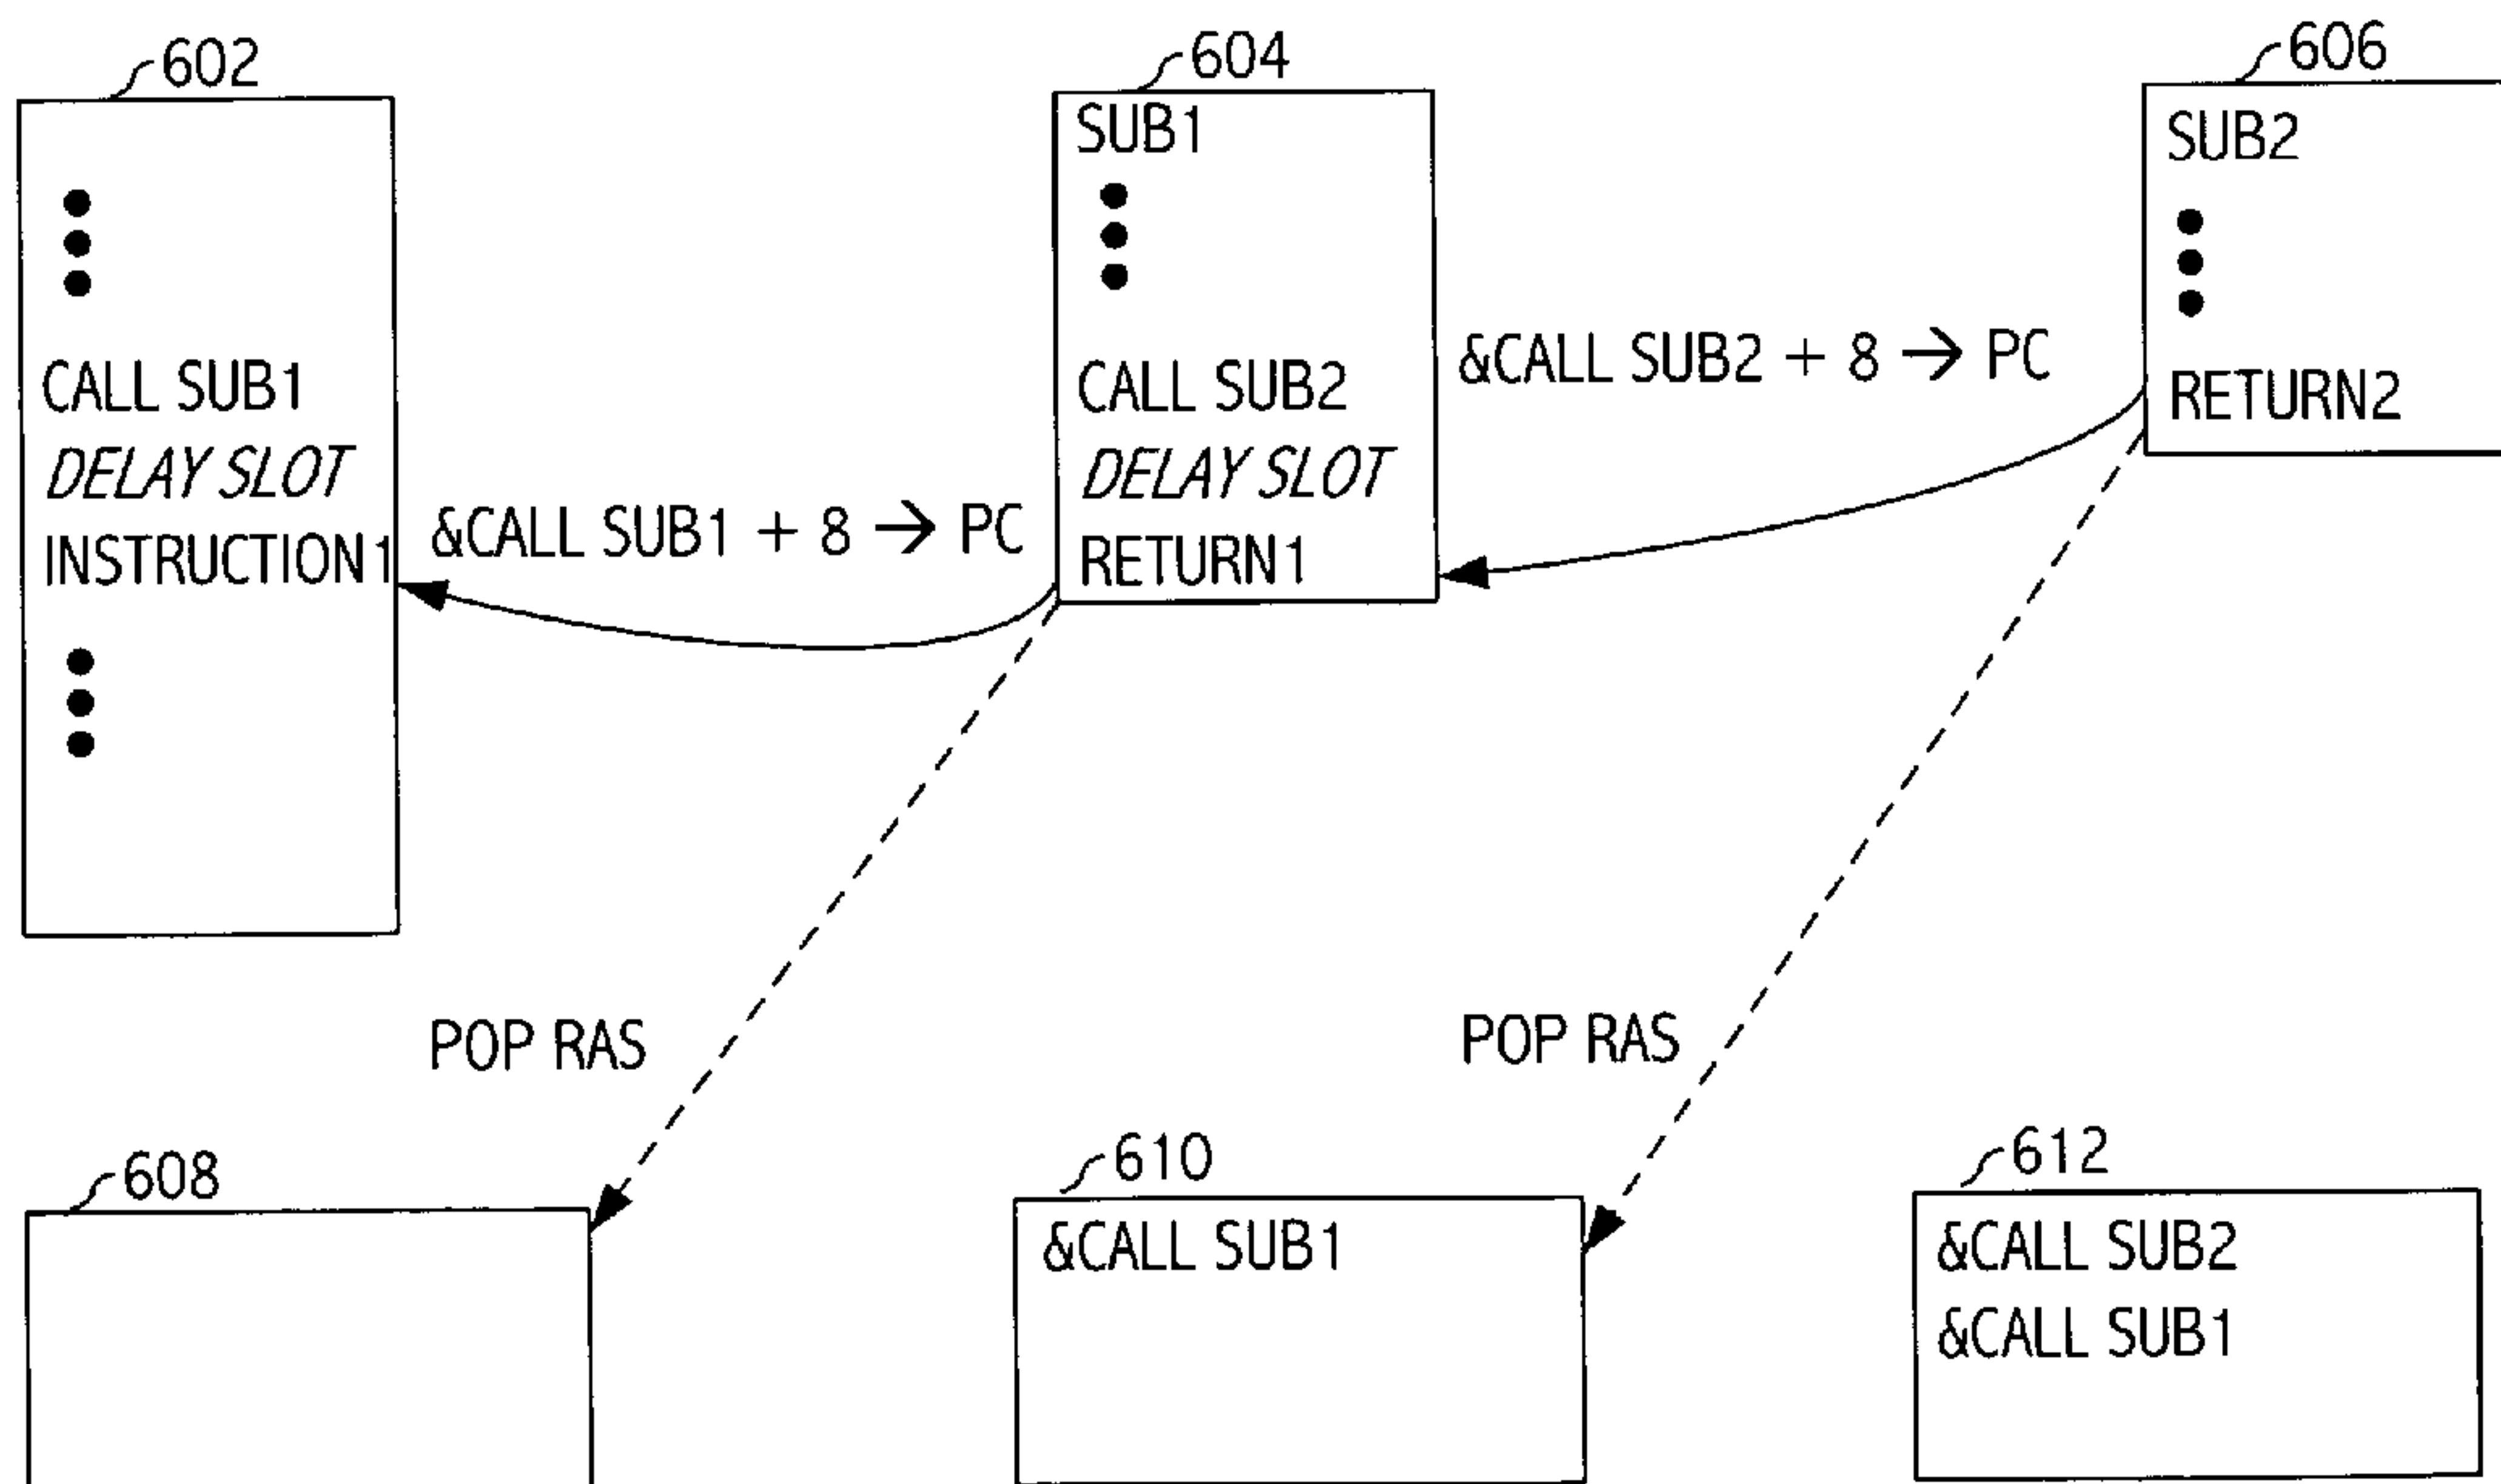 602
604
606
SUB1
SUB2
CALL SUB1
DELAY SLOT
INSTRUCTION1
CALL SUB2
DELAY SLOT
RETURN1
RETURN2
&CALL SUB1 + 8 → PC
&CALL SUB2 + 8 → PC
POP RAS
POP RAS
608
610
612
&CALL SUB1
&CALL SUB2
&CALL SUB1